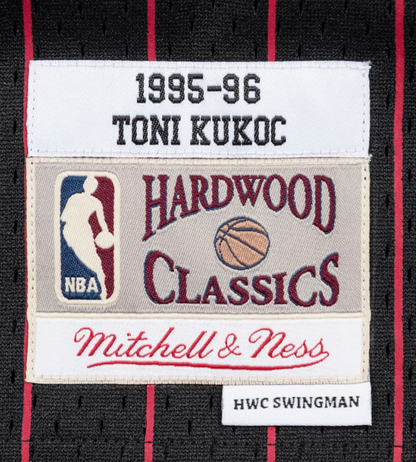 1995-96
TONI KUKOC
HARDWOOD
NBA
CLASSICS
Mitchell & Ness
HWC SWINGMAN